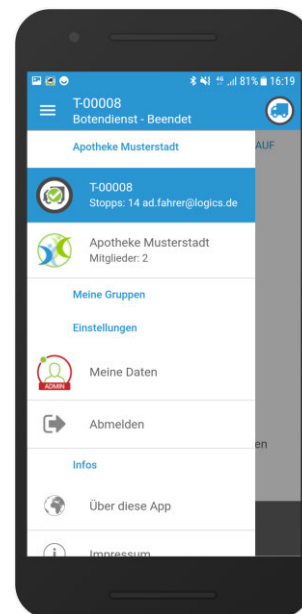 81% 16:19
T-00008
Botendienst - Beendet
Apotheke Musterstadt
AUF
T-00008
Stopps: 14 ad.fahrer@logics.de
Apotheke Musterstadt
Mitglieder: 2
Meine Gruppen
Einstellungen
ADMIN
Meine Daten
Abmelden
en
Infos
Über diese App
Impressum